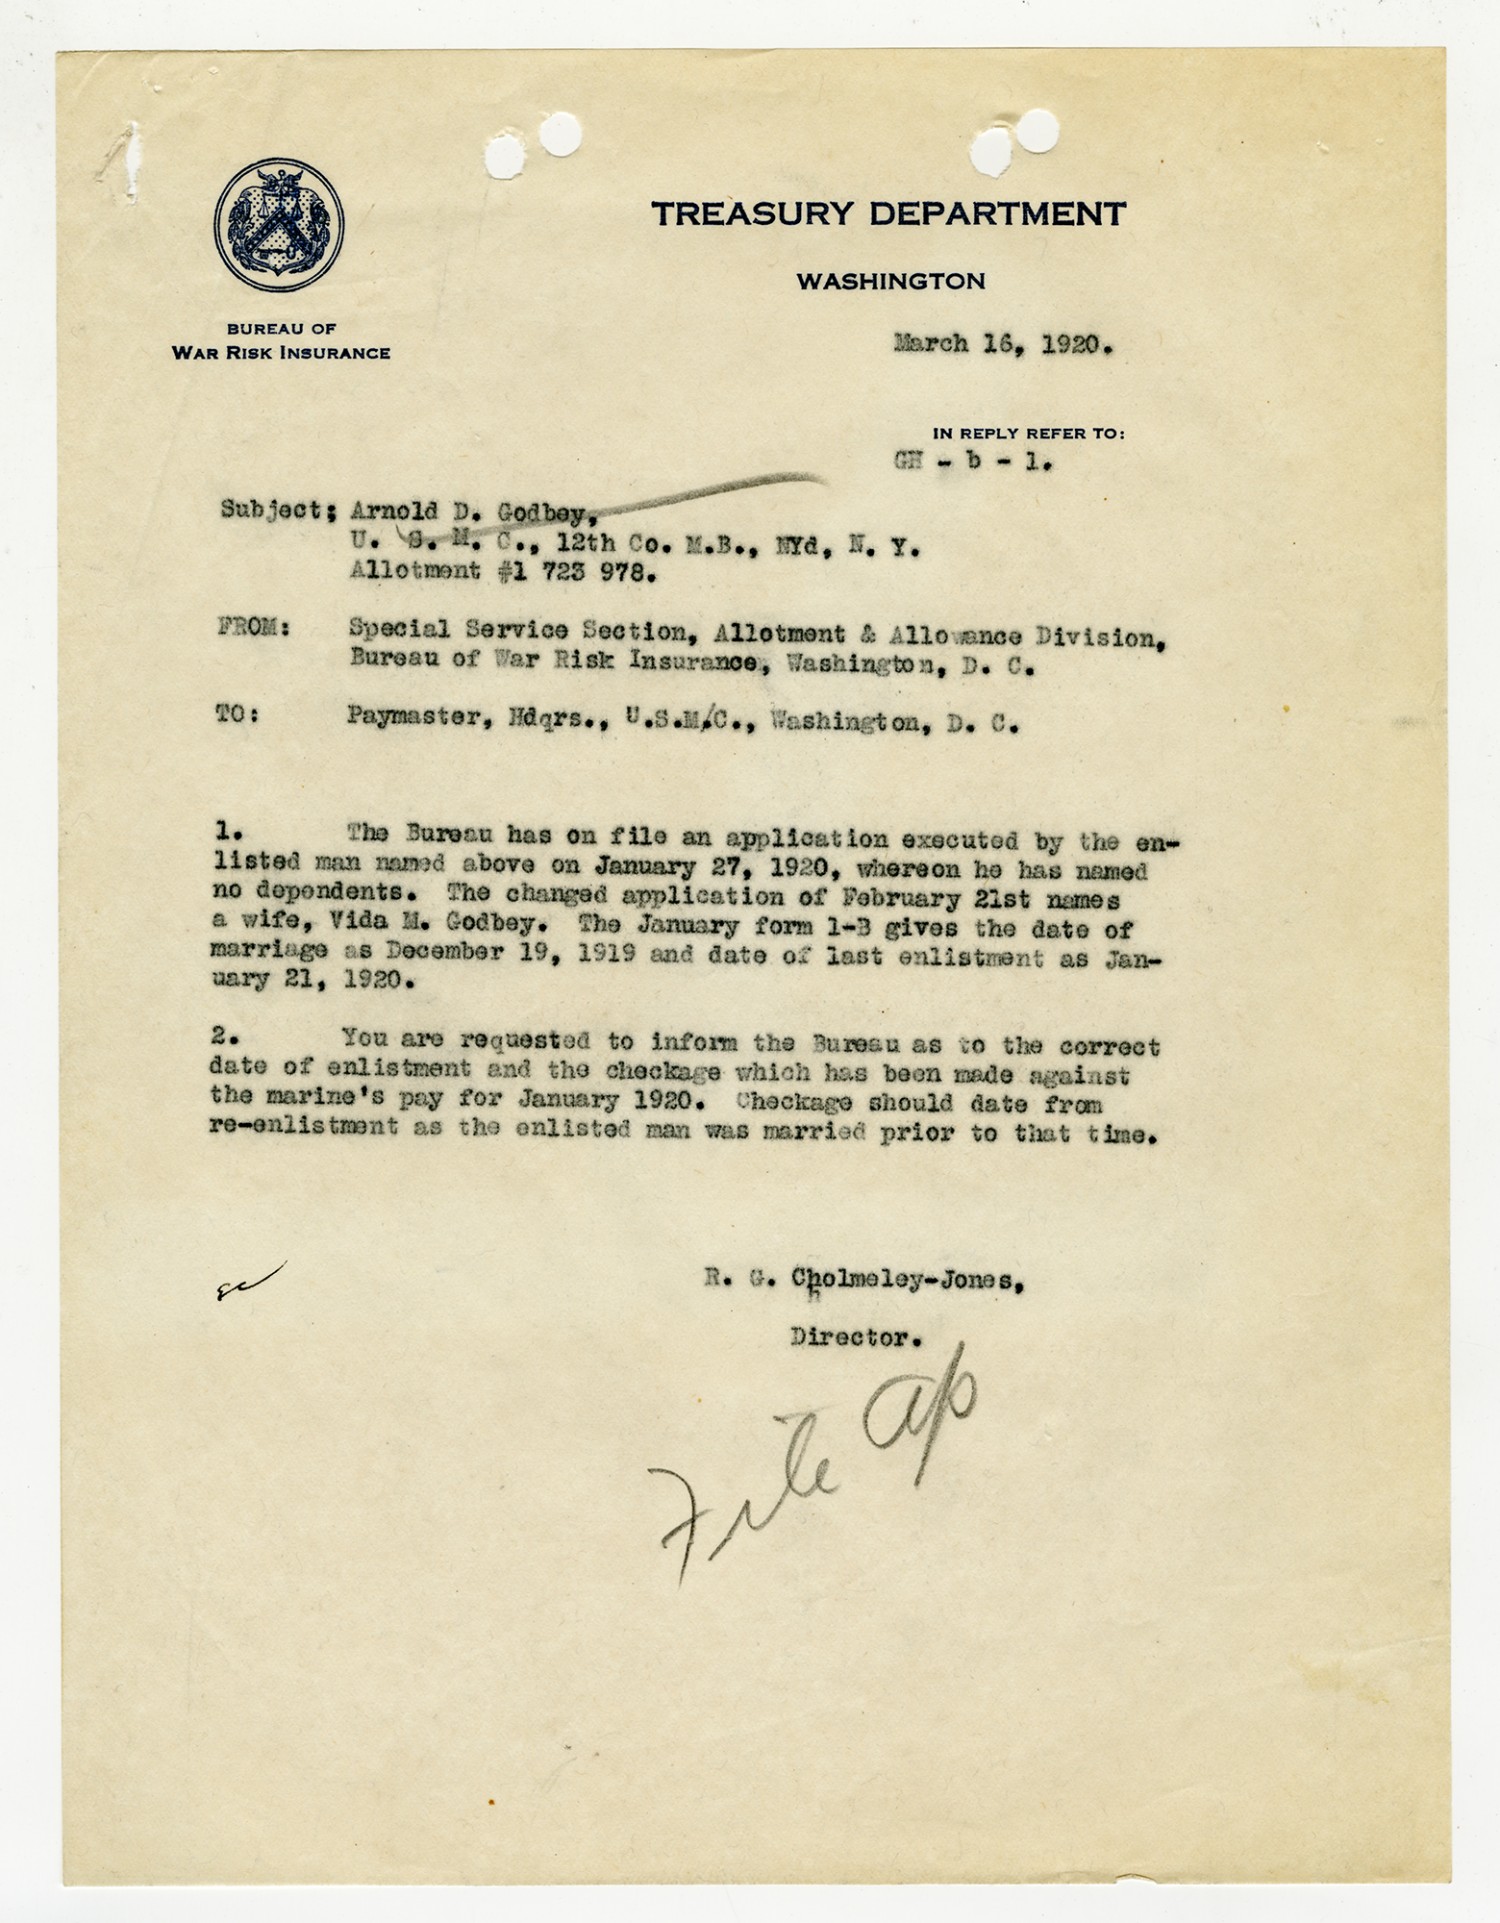 TREASURY DEPARTMENT
WASHINGTON
BUREAU OF
WAR RISK INSURANCE
March 16, 1920.
IN REPLY REFER TO:
GH - b - 1.
Subject; Arnold D. Godbey,
U. S. M. C., 12th Co. M.B., NYd, N. Y.
Allotment #1 723 978.
FROM: Special Service Section, Allotment & Allowance Division,
Bureau of War Risk Insurance, Washington, D. C.
TO: Paymaster, Hdqrs., U.S.M/C., Washington, D. C.
1. The Bureau has on file an application executed by the en-
listed man named above on January 27, 1920, whereon he has named
no dependents. The changed application of February 21st names
a wife, Vida M. Godbey. The January form 1-B gives the date of
marriage as December 19, 1919 and date of last enlistment as Jan-
uary 21, 1920.
2. You are requested to inform the Bureau as to the correct
date of enlistment and the checkage which has been made against
the marine's pay for January 1920. Checkage should date from
re-enlistment as the enlisted man was married prior to that time.
R. G. Cholmeley-Jones,
Director.
File ap